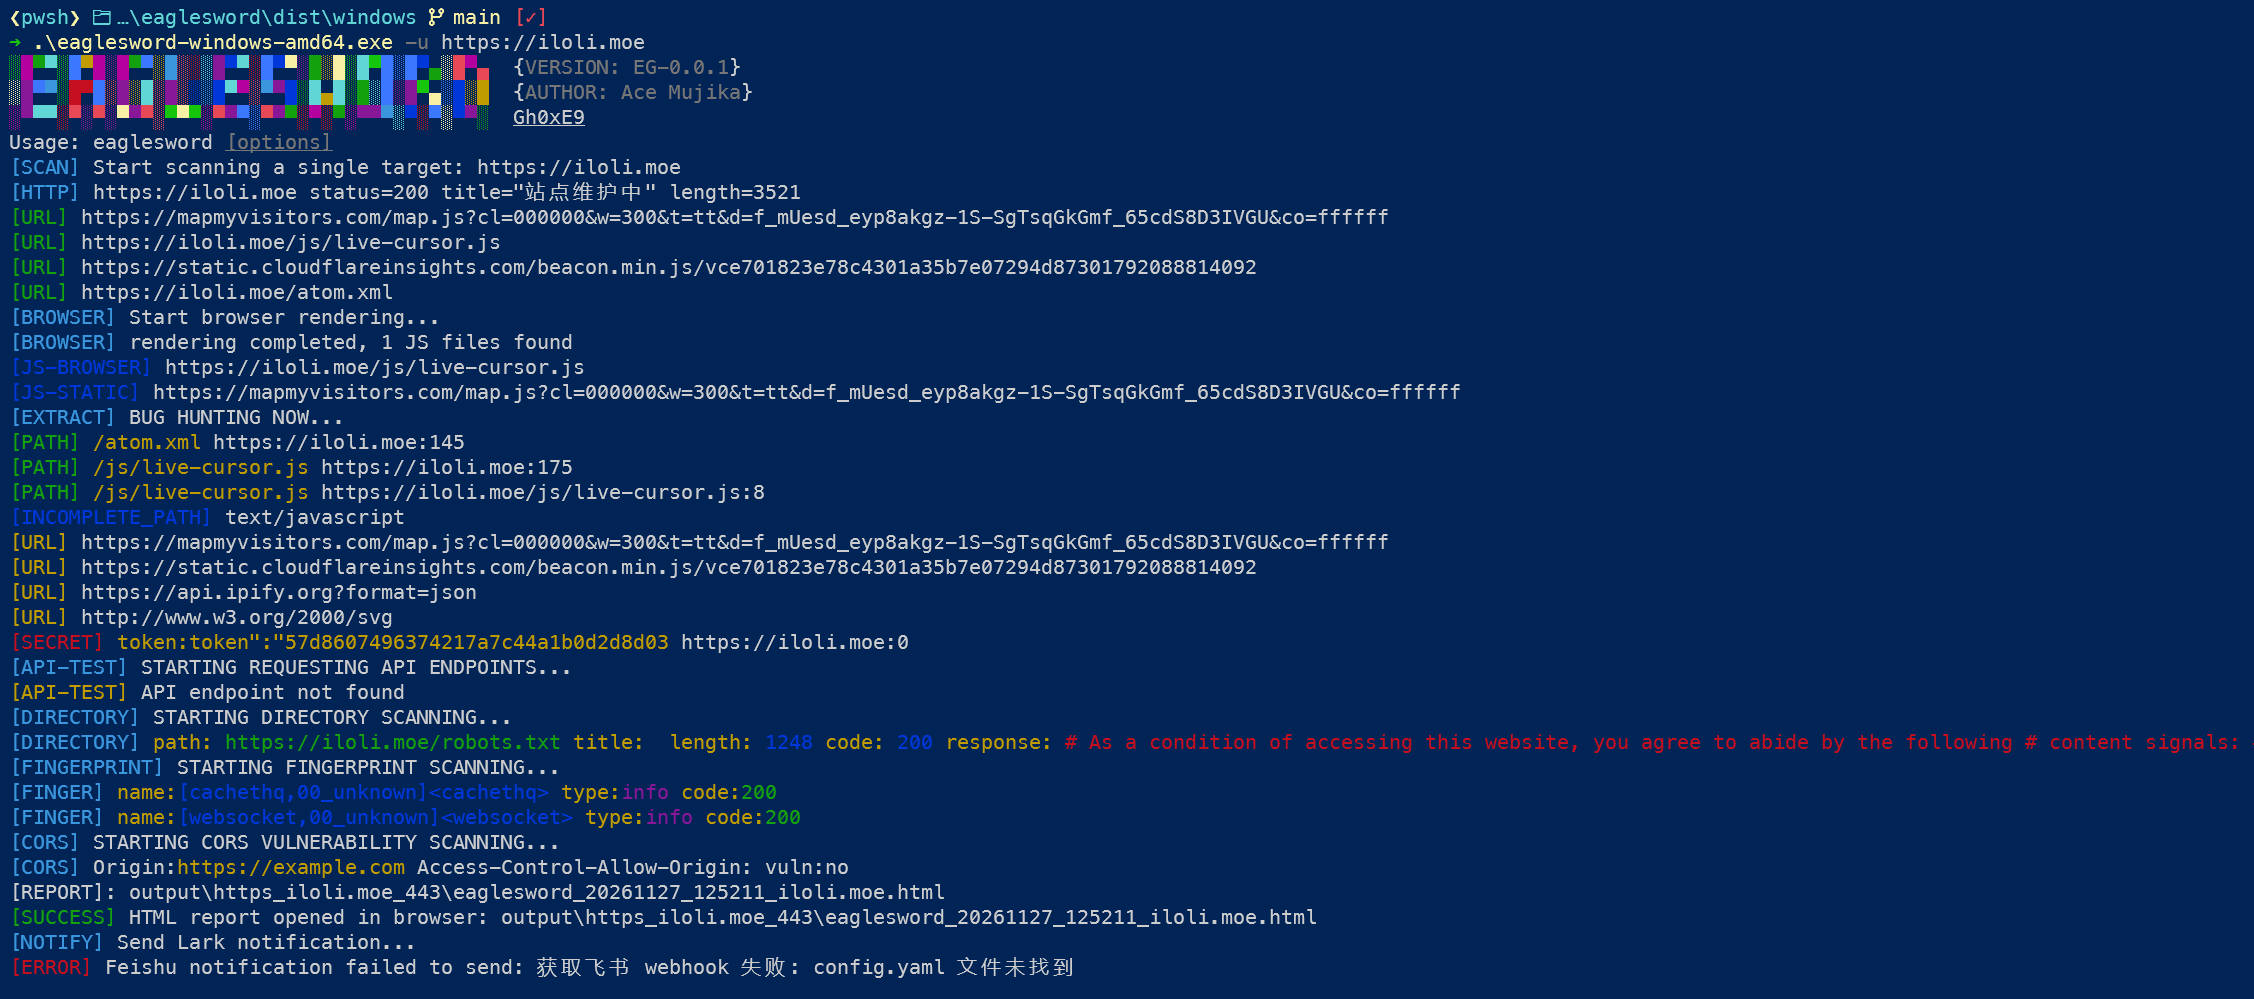 ❮pwsh❯ …\eaglesword\dist\windows main [✓]
➜ .\eaglesword-windows-amd64.exe -u https://iloli.moe
EAGLESWORD {VERSION: EG-0.0.1}
{AUTHOR: Ace Mujika}
Gh0xE9
Usage: eaglesword [options]
[SCAN] Start scanning a single target: https://iloli.moe
[HTTP] https://iloli.moe status=200 title="站点维护中" length=3521
[URL] https://mapmyvisitors.com/map.js?cl=000000&w=300&t=tt&d=f_mUesd_eyp8akgz-1S-SgTsqGkGmf_65cdS8D3IVGU&co=ffffff
[URL] https://iloli.moe/js/live-cursor.js
[URL] https://static.cloudflareinsights.com/beacon.min.js/vce701823e78c4301a35b7e07294d87301792088814092
[URL] https://iloli.moe/atom.xml
[BROWSER] Start browser rendering...
[BROWSER] rendering completed, 1 JS files found
[JS-BROWSER] https://iloli.moe/js/live-cursor.js
[JS-STATIC] https://mapmyvisitors.com/map.js?cl=000000&w=300&t=tt&d=f_mUesd_eyp8akgz-1S-SgTsqGkGmf_65cdS8D3IVGU&co=ffffff
[EXTRACT] BUG HUNTING NOW...
[PATH] /atom.xml https://iloli.moe:145
[PATH] /js/live-cursor.js https://iloli.moe:175
[PATH] /js/live-cursor.js https://iloli.moe/js/live-cursor.js:8
[INCOMPLETE_PATH] text/javascript
[URL] https://mapmyvisitors.com/map.js?cl=000000&w=300&t=tt&d=f_mUesd_eyp8akgz-1S-SgTsqGkGmf_65cdS8D3IVGU&co=ffffff
[URL] https://static.cloudflareinsights.com/beacon.min.js/vce701823e78c4301a35b7e07294d87301792088814092
[URL] https://api.ipify.org?format=json
[URL] http://www.w3.org/2000/svg
[SECRET] token:token":"57d8607496374217a7c44a1b0d2d8d03 https://iloli.moe:0
[API-TEST] STARTING REQUESTING API ENDPOINTS...
[API-TEST] API endpoint not found
[DIRECTORY] STARTING DIRECTORY SCANNING...
[DIRECTORY] path: https://iloli.moe/robots.txt title:  length: 1248 code: 200 response: # As a condition of accessing this website, you agree to abide by the following # content signals:
[FINGERPRINT] STARTING FINGERPRINT SCANNING...
[FINGER] name:[cachethq,00_unknown]<cachethq> type:info code:200
[FINGER] name:[websocket,00_unknown]<websocket> type:info code:200
[CORS] STARTING CORS VULNERABILITY SCANNING...
[CORS] Origin:https://example.com Access-Control-Allow-Origin: vuln:no
[REPORT]: output\https_iloli.moe_443\eaglesword_20261127_125211_iloli.moe.html
[SUCCESS] HTML report opened in browser: output\https_iloli.moe_443\eaglesword_20261127_125211_iloli.moe.html
[NOTIFY] Send Lark notification...
[ERROR] Feishu notification failed to send: 获取飞书 webhook 失败: config.yaml 文件未找到